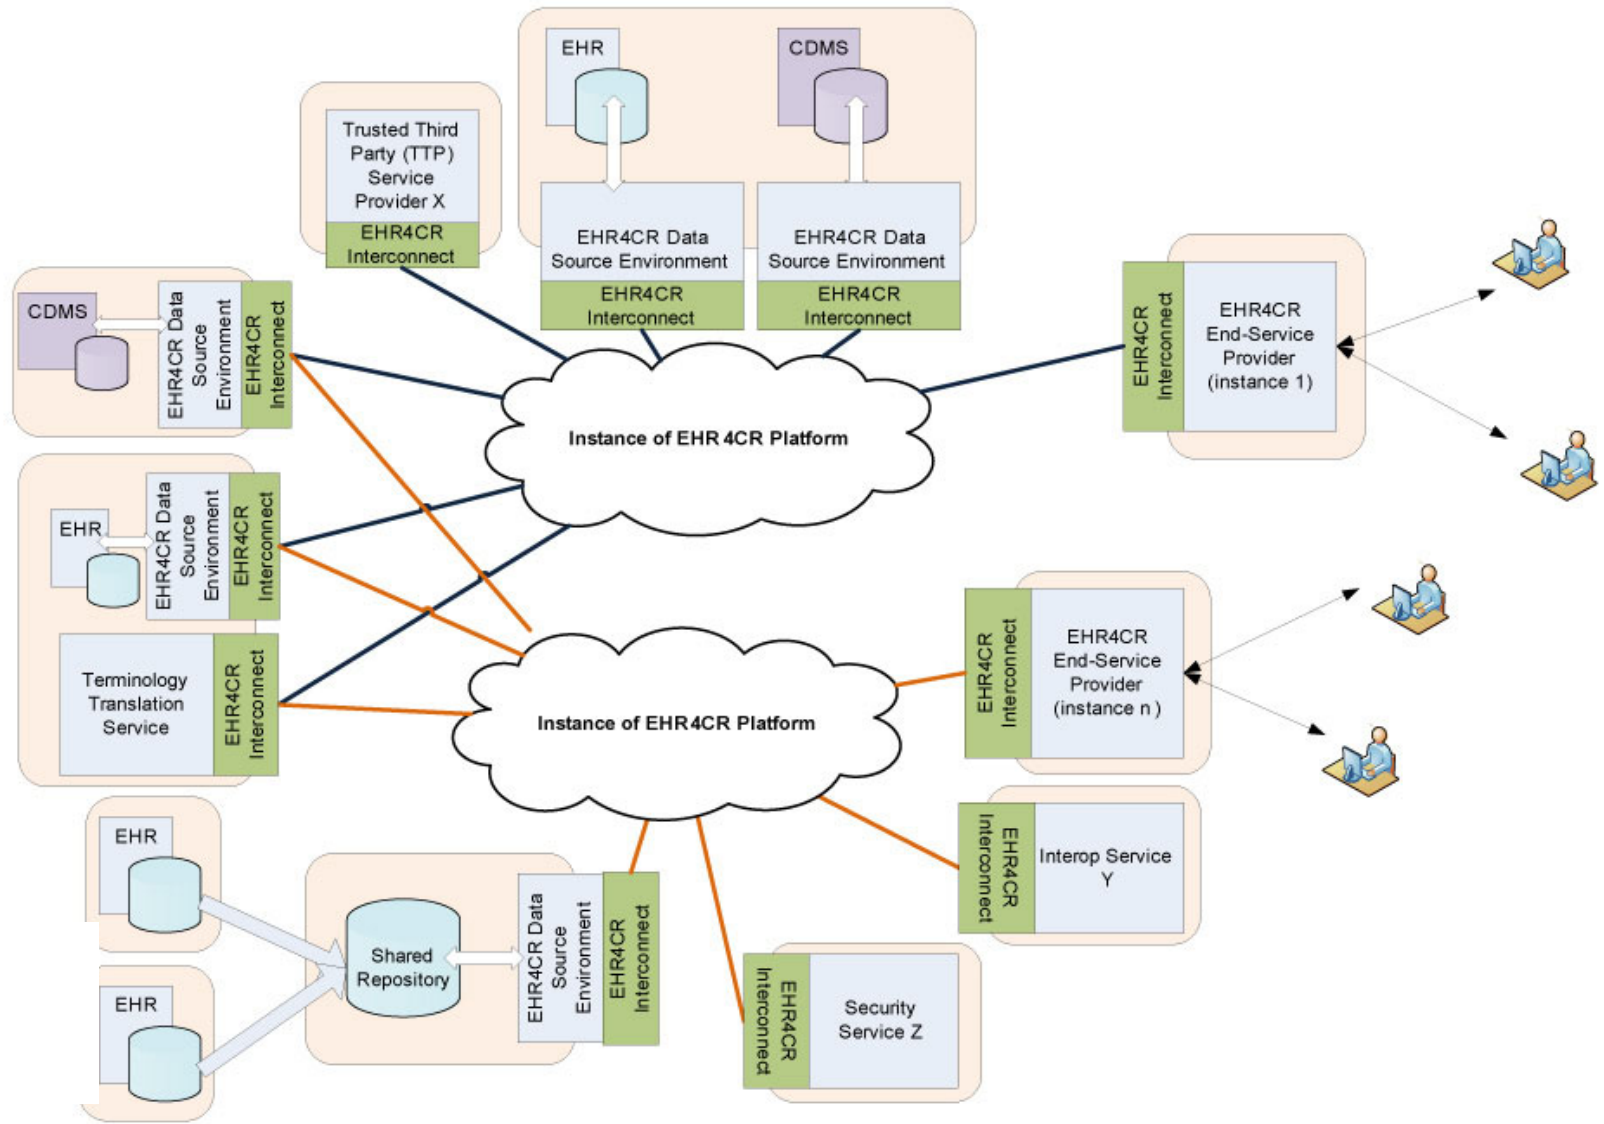 EHR
CDMS
Trusted Third
Party (TTP)
Service
Provider X
EHR4CR
Interconnect
EHR4CR Data
Source Environment
EHR4CR
Interconnect
EHR4CR Data
Source Environment
EHR4CR
Interconnect
CDMS
EHR4CR Data
Source
Environment
EHR4CR
Interconnect
EHR4CR
Interconnect
EHR4CR
End-Service
Provider
(instance 1)
Instance of EHR 4CR Platform
EHR
EHR4CR Data
Source
Environment
EHR4CR
Interconnect
Terminology
Translation
Service
EHR4CR
Interconnect
Instance of EHR 4CR Platform
EHR4CR
Interconnect
EHR4CR
End-Service
Provider
(instance n )
EHR
EHR
Shared
Repository
EHR4CR Data
Source
Environment
EHR4CR
Interconnect
EHR4CR
Interconnect
Interop Service
Y
EHR4CR
Interconnect
Security
Service Z